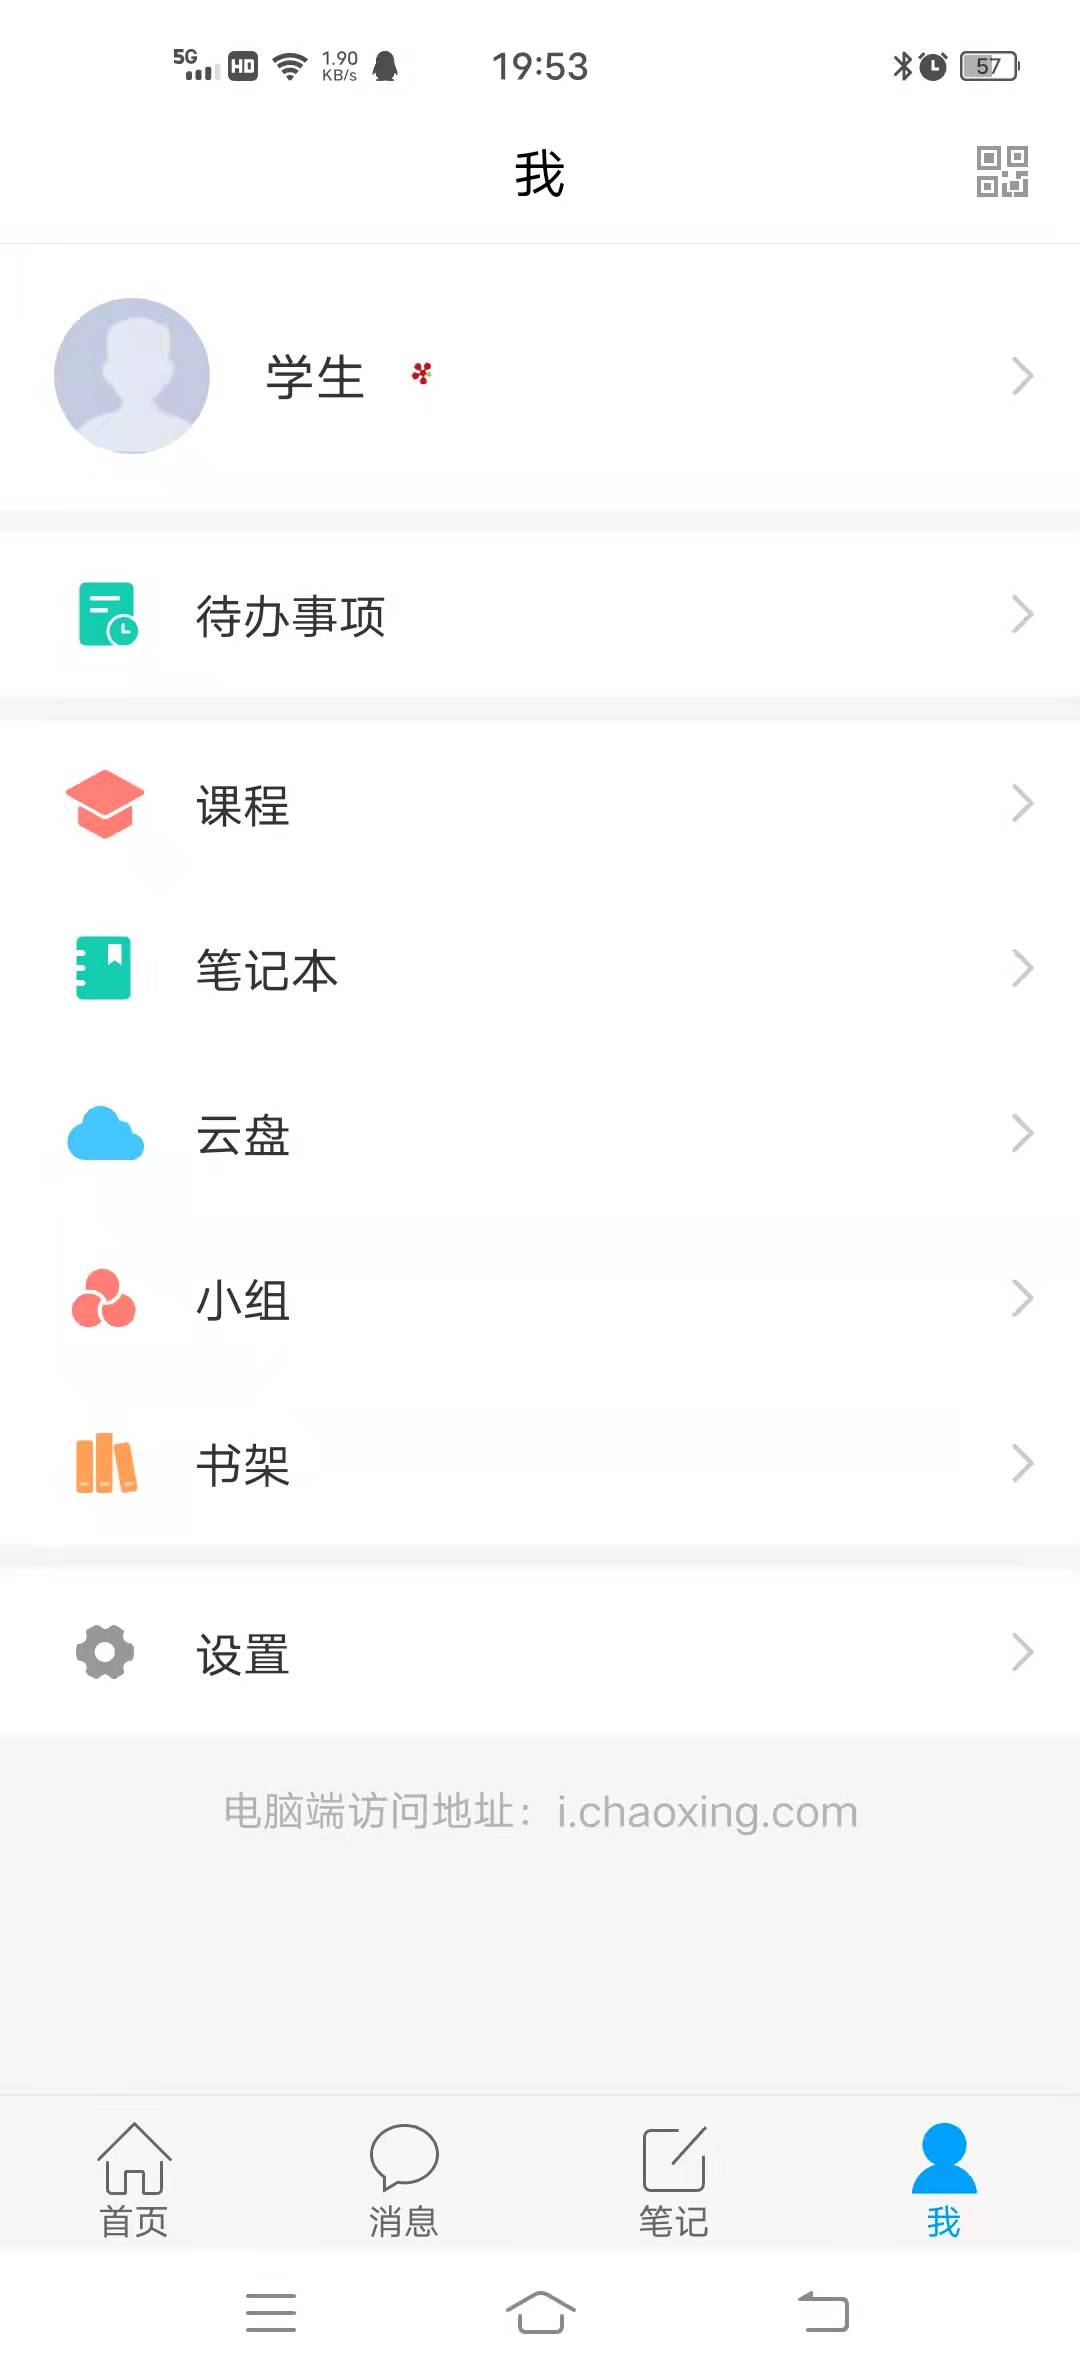 5G HD 1.90 KB/s 19:53 57
我
学生
待办事项
课程
笔记本
云盘
小组
书架
设置
电脑端访问地址：i.chaoxing.com
首页 消息 笔记 我